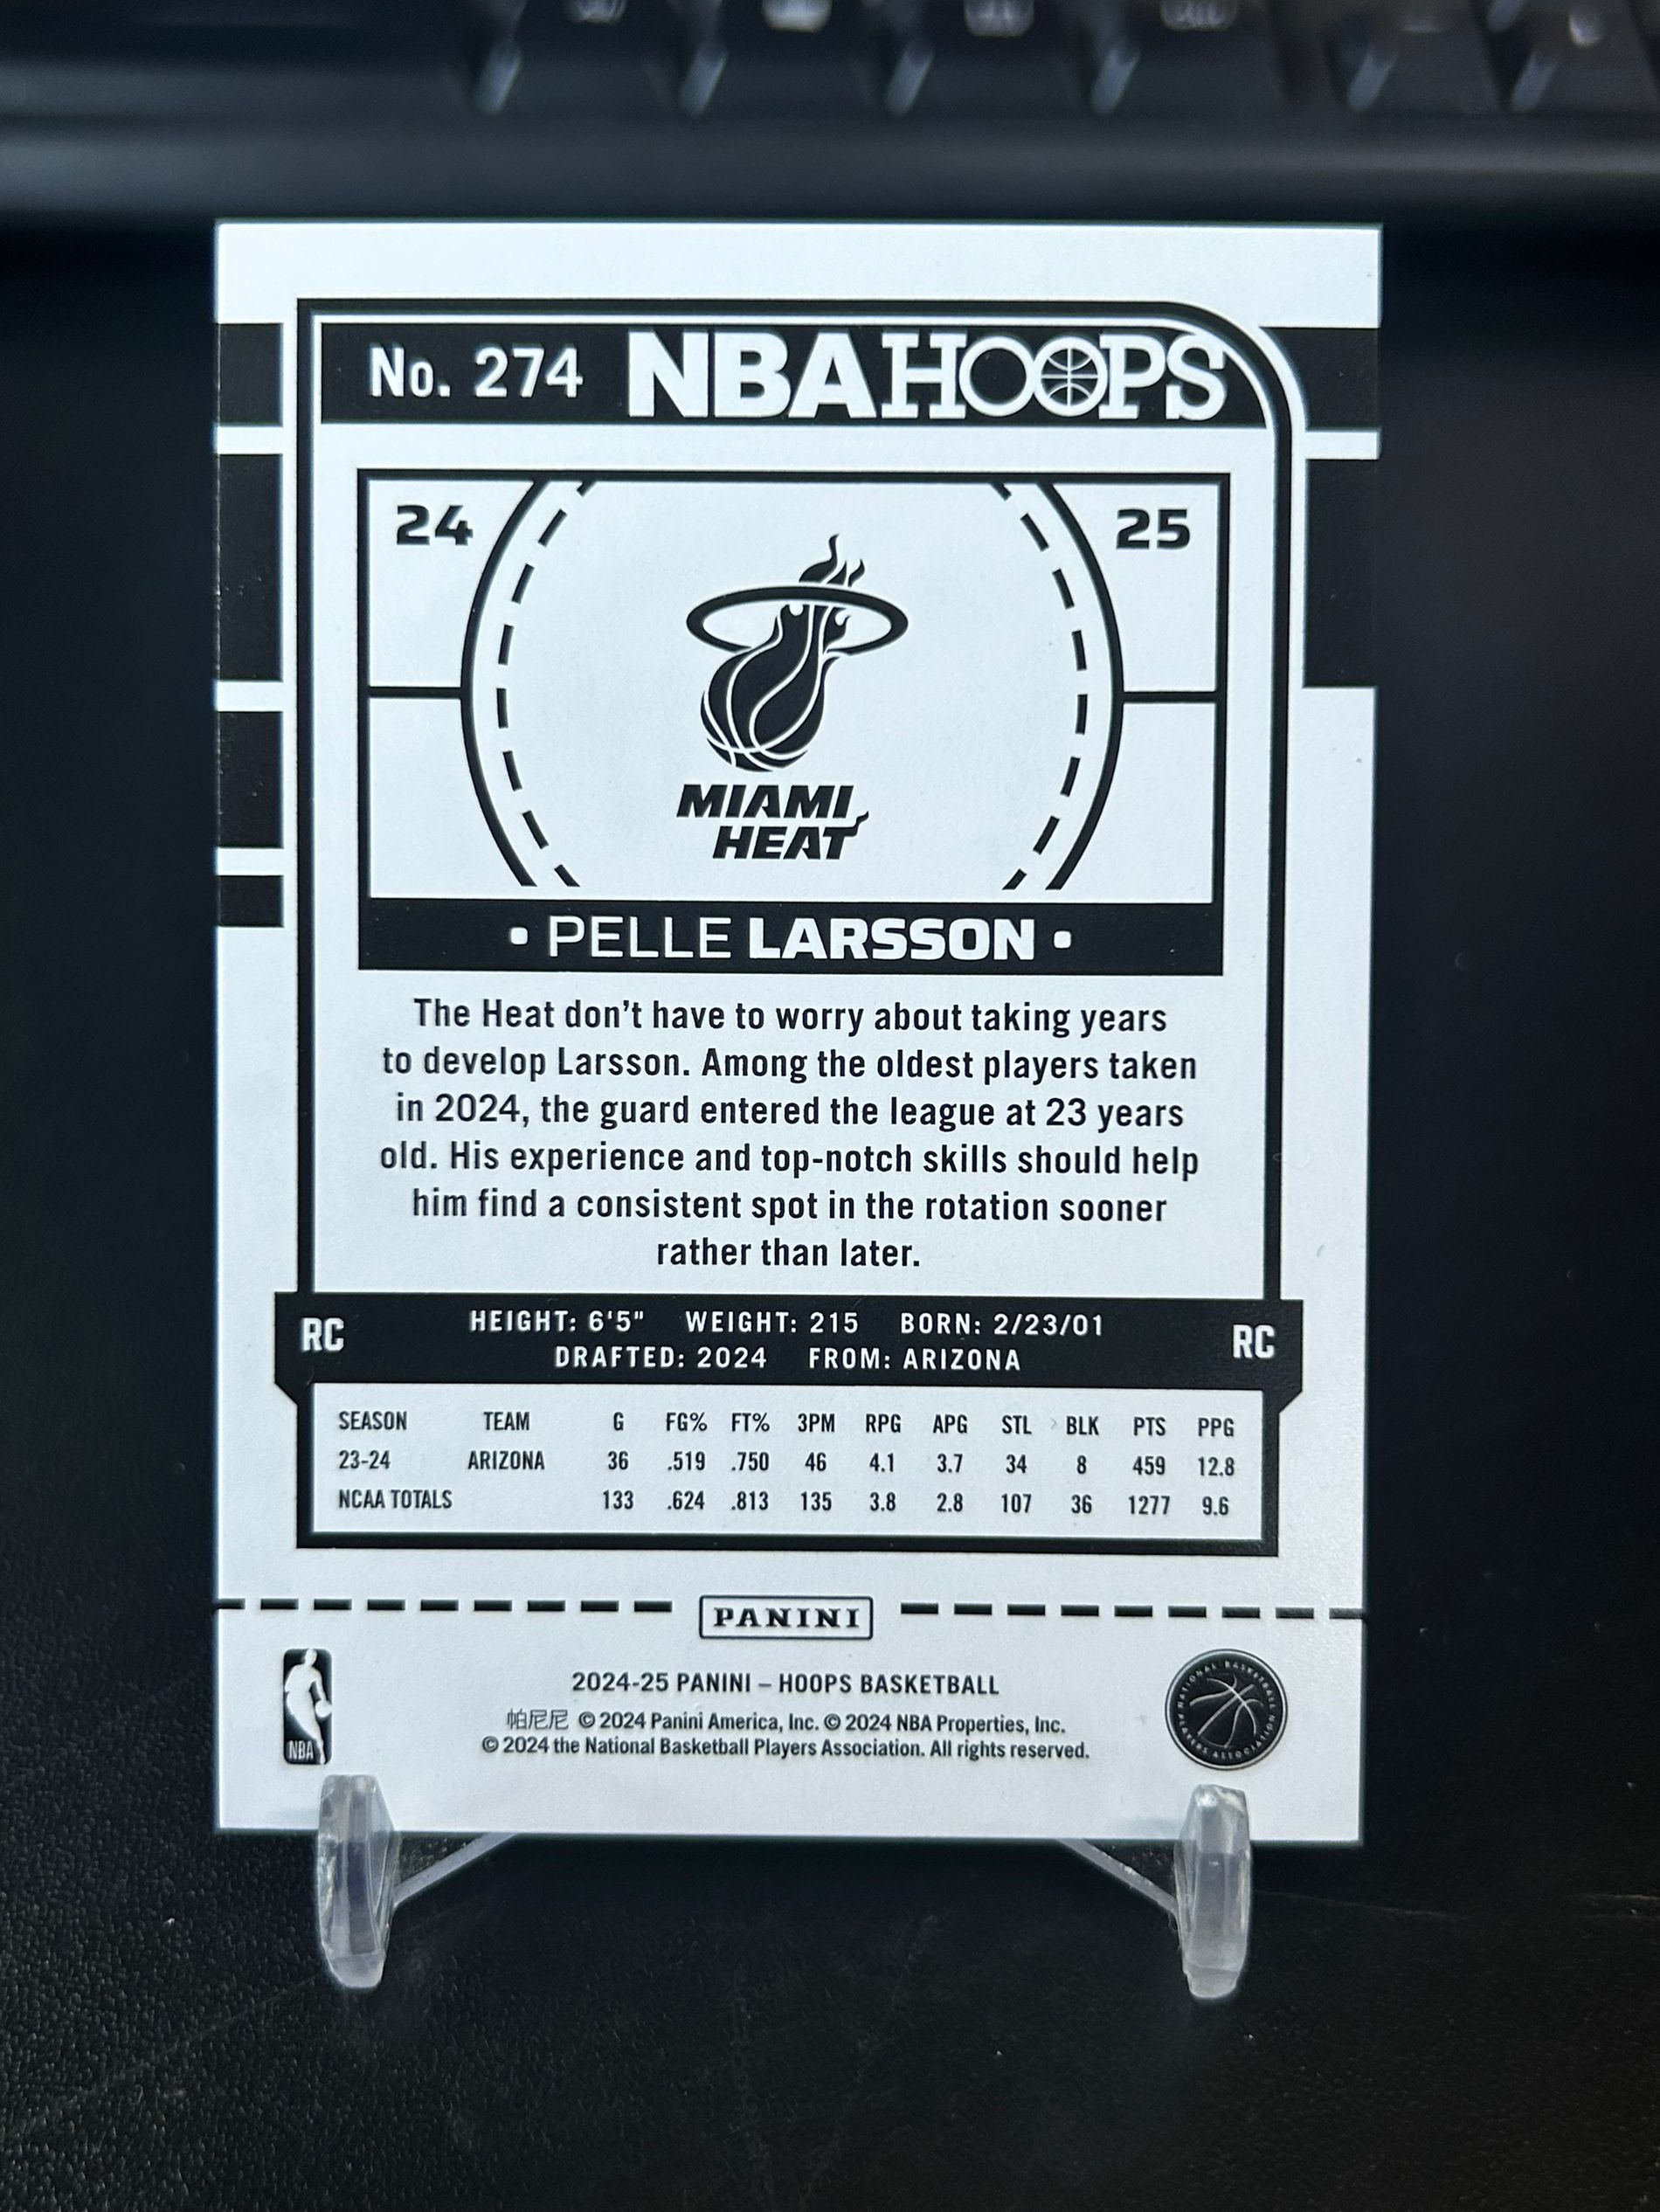 No. 274 NBA HOOPS
24 25
MIAMI
HEAT
• PELLE LARSSON •
The Heat don't have to worry about taking years
to develop Larsson. Among the oldest players taken
in 2024, the guard entered the league at 23 years
old. His experience and top-notch skills should help
him find a consistent spot in the rotation sooner
rather than later.
RC HEIGHT: 6'5" WEIGHT: 215 BORN: 2/23/01 RC
DRAFTED: 2024 FROM: ARIZONA
SEASON TEAM G FG% FT% 3PM RPG APG STL BLK PTS PPG
23-24 ARIZONA 36 .519 .750 46 4.1 3.7 34 8 459 12.8
NCAA TOTALS 133 .624 .813 135 3.8 2.8 107 36 1277 9.6
PANINI
2024-25 PANINI – HOOPS BASKETBALL
帕尼尼 © 2024 Panini America, Inc. © 2024 NBA Properties, Inc.
© 2024 the National Basketball Players Association. All rights reserved.
NBA
NATIONAL BASKETBALL PLAYERS ASSOCIATION